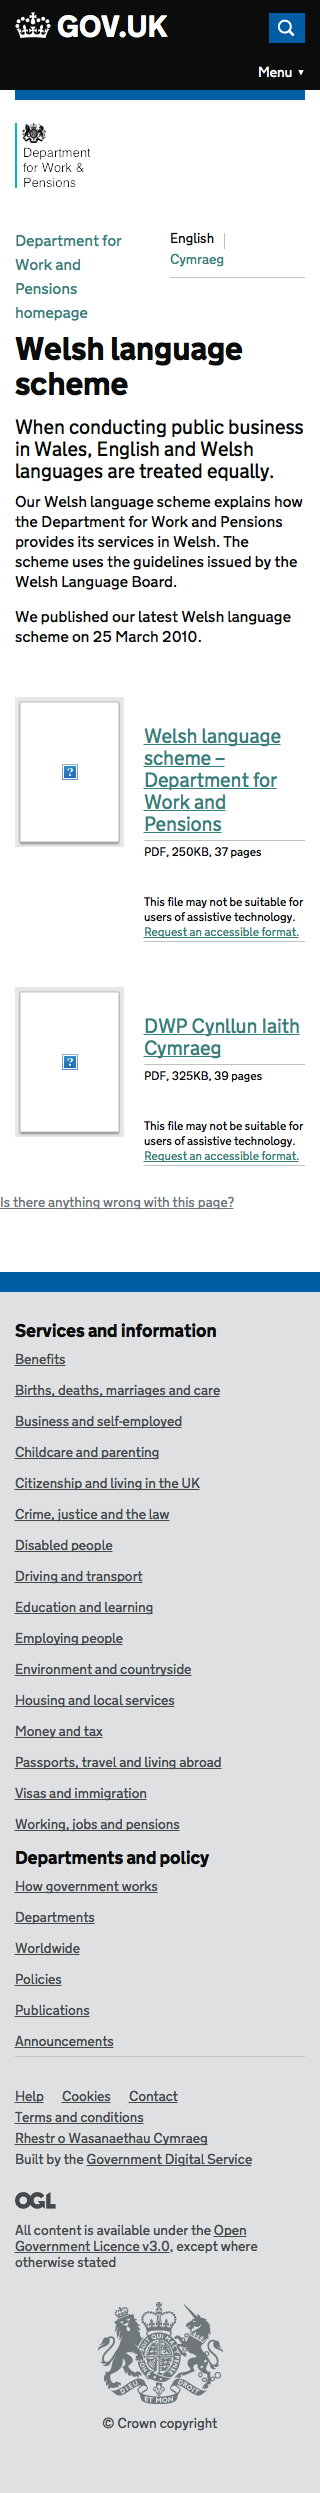 GOV.UK
Menu ▼
Department
for Work &
Pensions
Department for
Work and
Pensions
homepage
English
Cymraeg
Welsh language
scheme
When conducting public business
in Wales, English and Welsh
languages are treated equally.
Our Welsh language scheme explains how
the Department for Work and Pensions
provides its services in Welsh. The
scheme uses the guidelines issued by the
Welsh Language Board.
We published our latest Welsh language
scheme on 25 March 2010.
Welsh language
scheme –
Department for
Work and
Pensions
PDF, 250KB, 37 pages
This file may not be suitable for
users of assistive technology.
Request an accessible format.
DWP Cynllun Iaith
Cymraeg
PDF, 325KB, 39 pages
This file may not be suitable for
users of assistive technology.
Request an accessible format.
Is there anything wrong with this page?
Services and information
Benefits
Births, deaths, marriages and care
Business and self-employed
Childcare and parenting
Citizenship and living in the UK
Crime, justice and the law
Disabled people
Driving and transport
Education and learning
Employing people
Environment and countryside
Housing and local services
Money and tax
Passports, travel and living abroad
Visas and immigration
Working, jobs and pensions
Departments and policy
How government works
Departments
Worldwide
Policies
Publications
Announcements
Help Cookies Contact
Terms and conditions
Rhestr o Wasanaethau Cymraeg
Built by the Government Digital Service
OGL
All content is available under the Open
Government Licence v3.0, except where
otherwise stated
DIEU ET MON DROIT
© Crown copyright